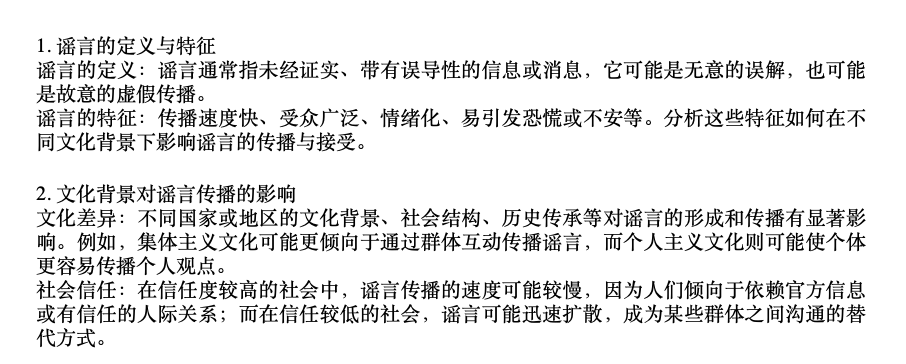 1. 谣言的定义与特征
谣言的定义：谣言通常指未经证实、带有误导性的信息或消息，它可能是无意的误解，也可能
是故意的虚假传播。
谣言的特征：传播速度快、受众广泛、情绪化、易引发恐慌或不安等。分析这些特征如何在不
同文化背景下影响谣言的传播与接受。
2. 文化背景对谣言传播的影响
文化差异：不同国家或地区的文化背景、社会结构、历史传承等对谣言的形成和传播有显著影
响。例如，集体主义文化可能更倾向于通过群体互动传播谣言，而个人主义文化则可能使个体
更容易传播个人观点。
社会信任：在信任度较高的社会中，谣言传播的速度可能较慢，因为人们倾向于依赖官方信息
或有信任的人际关系；而在信任较低的社会，谣言可能迅速扩散，成为某些群体之间沟通的替
代方式。